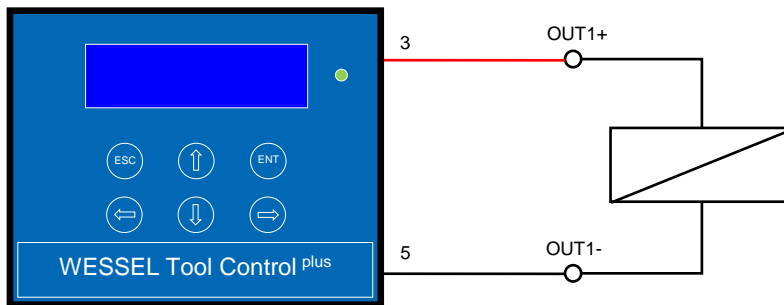 3
OUT1+
ESC
ENT
5
OUT1-
WESSEL Tool Control plus